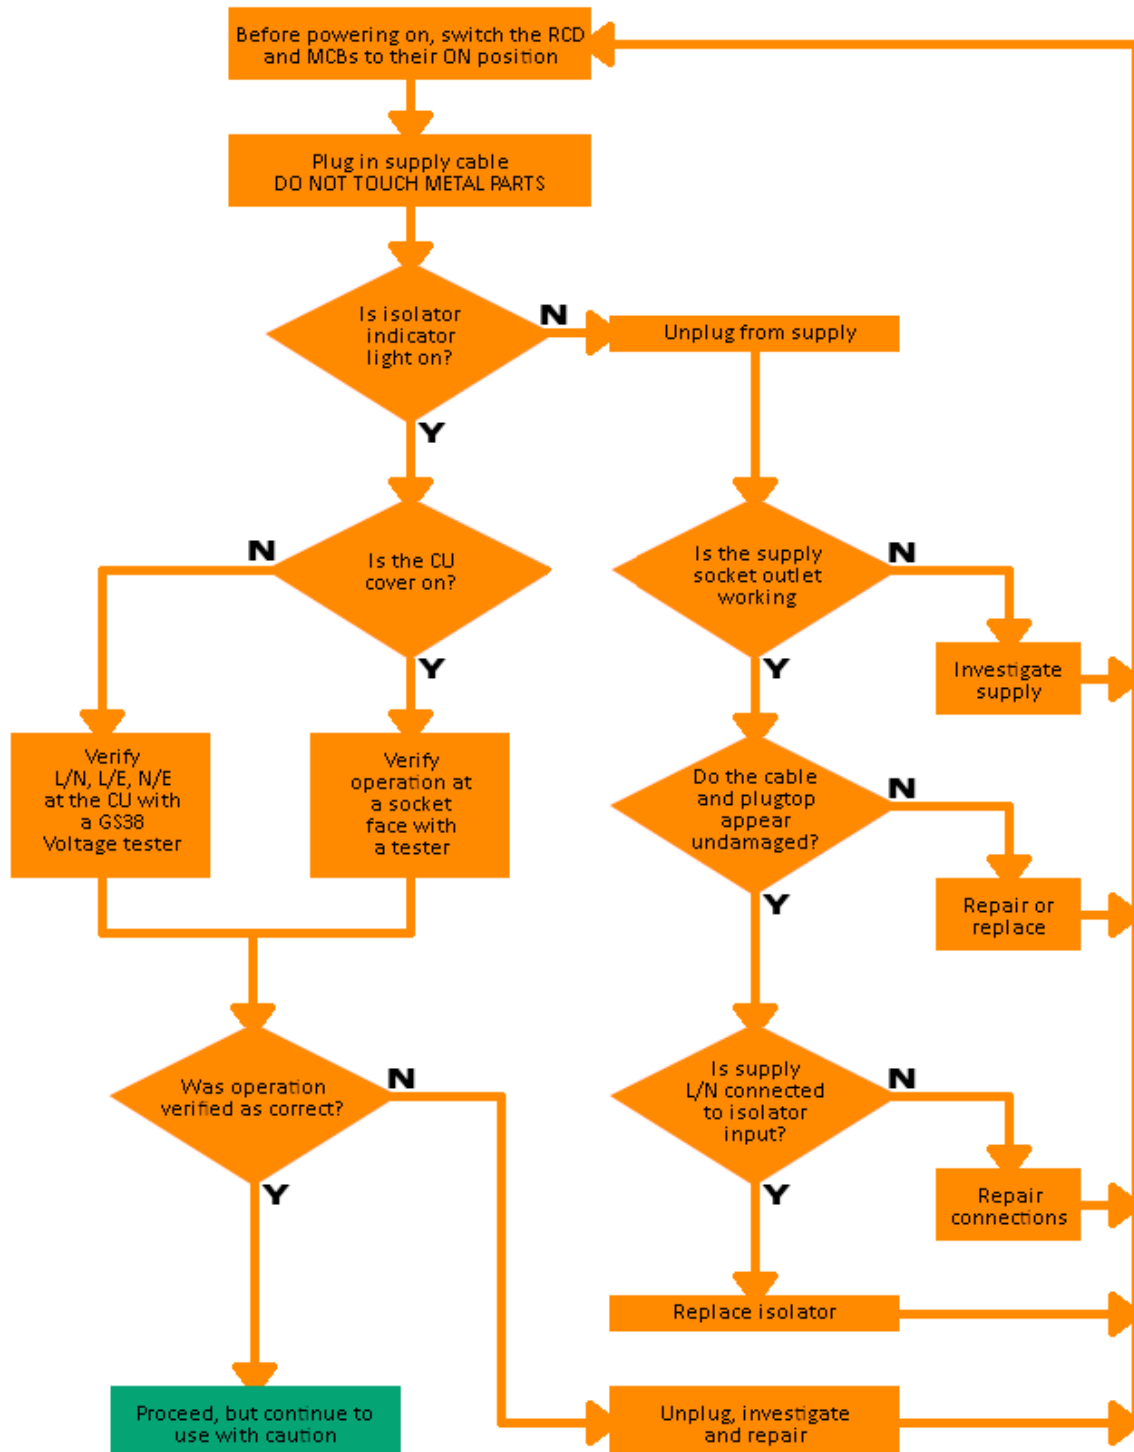 Before powering on, switch the RCD
and MCBs to their ON position
Plug in supply cable
DO NOT TOUCH METAL PARTS
Is isolator
indicator
light on?
N
Unplug from supply
Y
Is the CU
cover on?
N
Y
Is the supply
socket outlet
working
N
Investigate
supply
Y
Verify
L/N, L/E, N/E
at the CU with
a GS38
Voltage tester
Verify
operation at
a socket
face with
a tester
Do the cable
and plugtop
appear
undamaged?
N
Repair or
replace
Y
Was operation
verified as correct?
N
Y
Is supply
L/N connected
to isolator
input?
N
Repair
connections
Y
Replace isolator
Proceed, but continue to
use with caution
Unplug, investigate
and repair